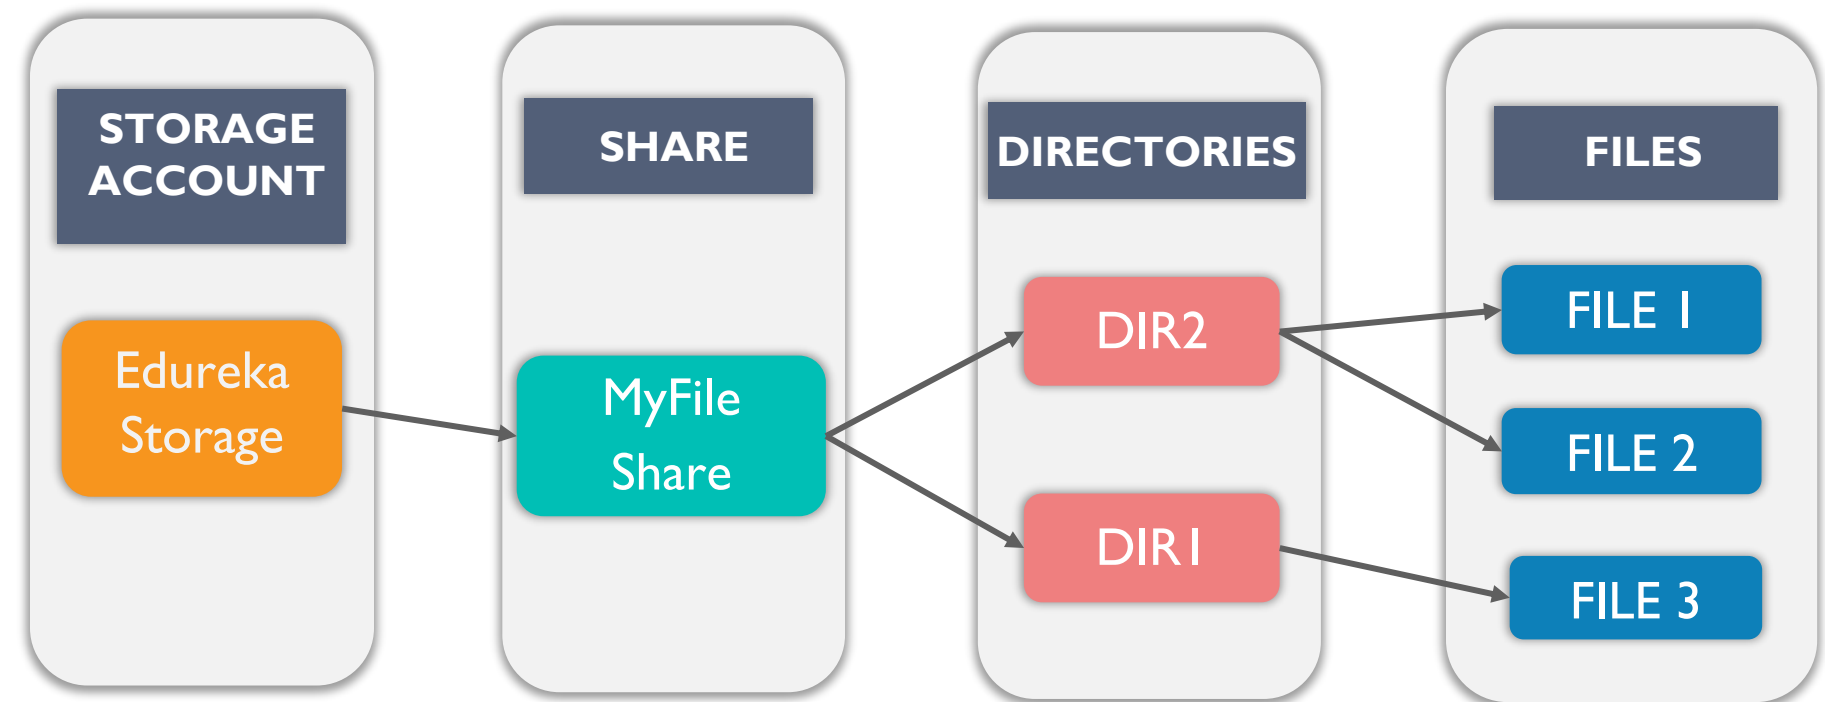 STORAGE
ACCOUNT
Edureka
Storage
SHARE
MyFile
Share
DIRECTORIES
DIR2
DIR1
FILES
FILE 1
FILE 2
FILE 3